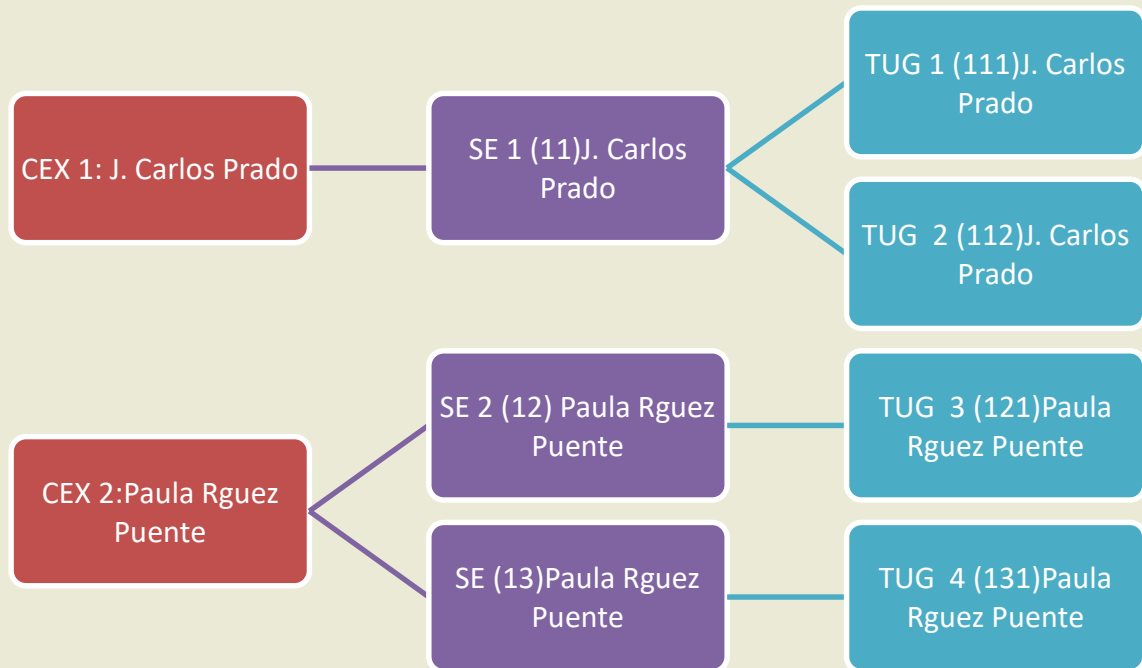 CEX 1: J. Carlos Prado
SE 1 (11)J. Carlos
Prado
TUG 1 (111)J. Carlos
Prado
TUG  2 (112)J. Carlos
Prado
CEX 2:Paula Rguez
Puente
SE 2 (12) Paula Rguez
Puente
TUG  3 (121)Paula
Rguez Puente
SE (13)Paula Rguez
Puente
TUG  4 (131)Paula
Rguez Puente